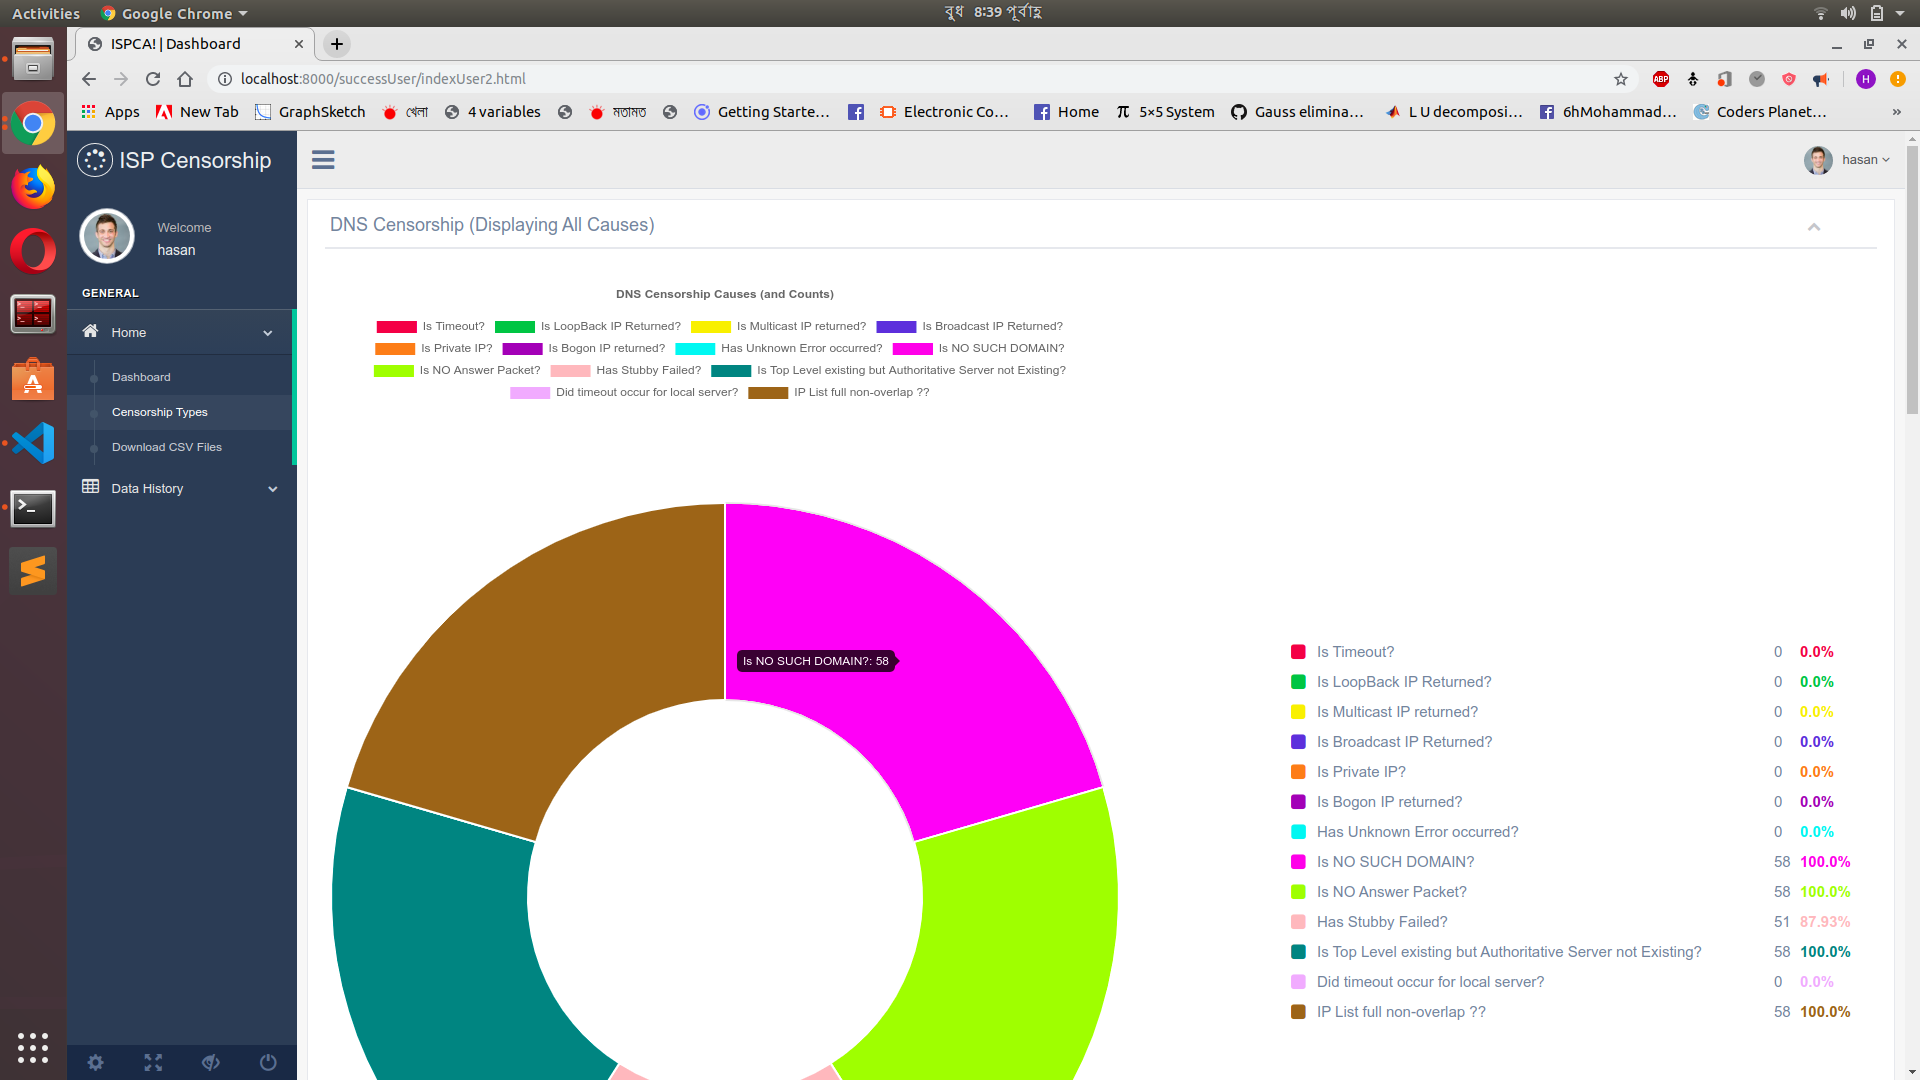 Activities
Google Chrome
বুধ 8:39 পূর্বাহ্ণ
ISPCA! | Dashboard
localhost:8000/successUser/indexUser2.html
ABP
H
Apps
New Tab
GraphSketch
খেলা
4 variables
মতামত
Getting Starte...
Electronic Co...
Home
5×5 System
Gauss elimina...
L U decomposi...
6hMohammad...
Coders Planet...
ISP Censorship
hasan
Welcome
hasan
GENERAL
Home
Dashboard
Censorship Types
Download CSV Files
Data History
DNS Censorship (Displaying All Causes)
DNS Censorship Causes (and Counts)
Is Timeout? Is LoopBack IP Returned? Is Multicast IP returned? Is Broadcast IP Returned?
Is Private IP? Is Bogon IP returned? Has Unknown Error occurred? Is NO SUCH DOMAIN?
Is NO Answer Packet? Has Stubby Failed? Is Top Level existing but Authoritative Server not Existing?
Did timeout occur for local server? IP List full non-overlap ??
Is NO SUCH DOMAIN?: 58
Is Timeout? 0 0.0%
Is LoopBack IP Returned? 0 0.0%
Is Multicast IP returned? 0 0.0%
Is Broadcast IP Returned? 0 0.0%
Is Private IP? 0 0.0%
Is Bogon IP returned? 0 0.0%
Has Unknown Error occurred? 0 0.0%
Is NO SUCH DOMAIN? 58 100.0%
Is NO Answer Packet? 58 100.0%
Has Stubby Failed? 51 87.93%
Is Top Level existing but Authoritative Server not Existing? 58 100.0%
Did timeout occur for local server? 0 0.0%
IP List full non-overlap ?? 58 100.0%